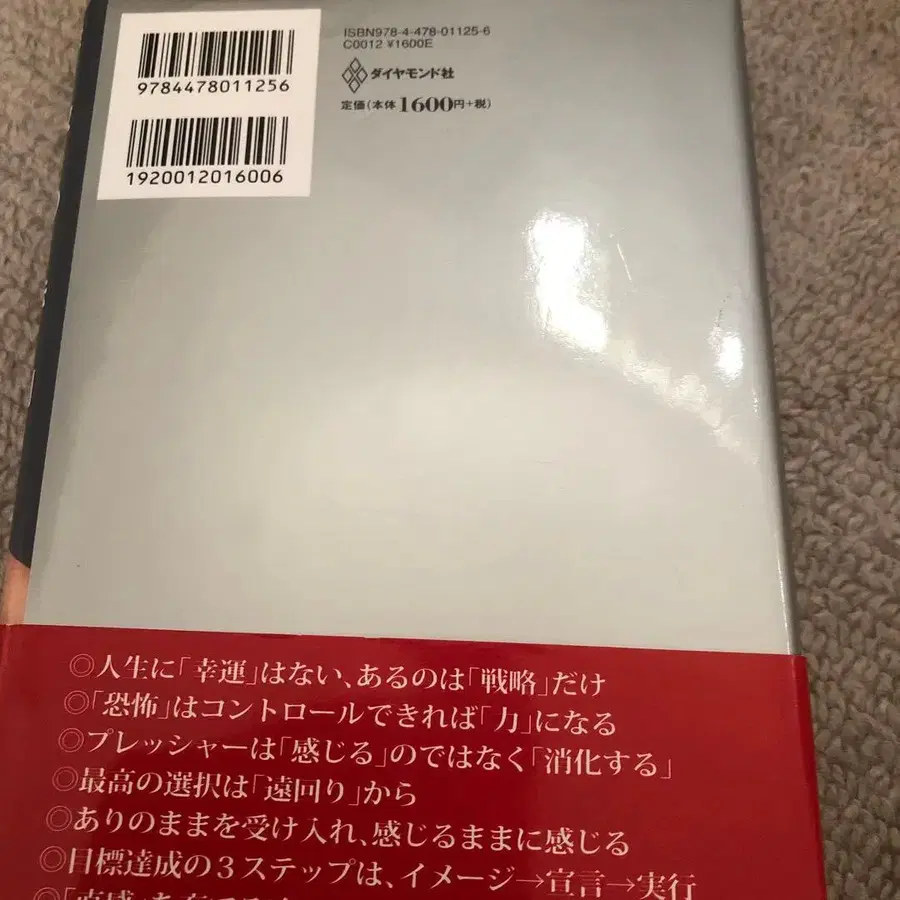 ISBN978-4-478-01125-6
C0012 ¥1600E
ダイヤモンド社
定価(本体1600円+税)
9784478011256
1920012016006
◎人生に「幸運」はない、あるのは「戦略」だけ
◎「恐怖」はコントロールできれば「力」になる
◎プレッシャーは「感じる」のではなく「消化する」
◎最高の選択は「遠回り」から
◎ありのままを受け入れ、感じるままに感じる
◎目標達成の3ステップは、イメージ→宣言→実行